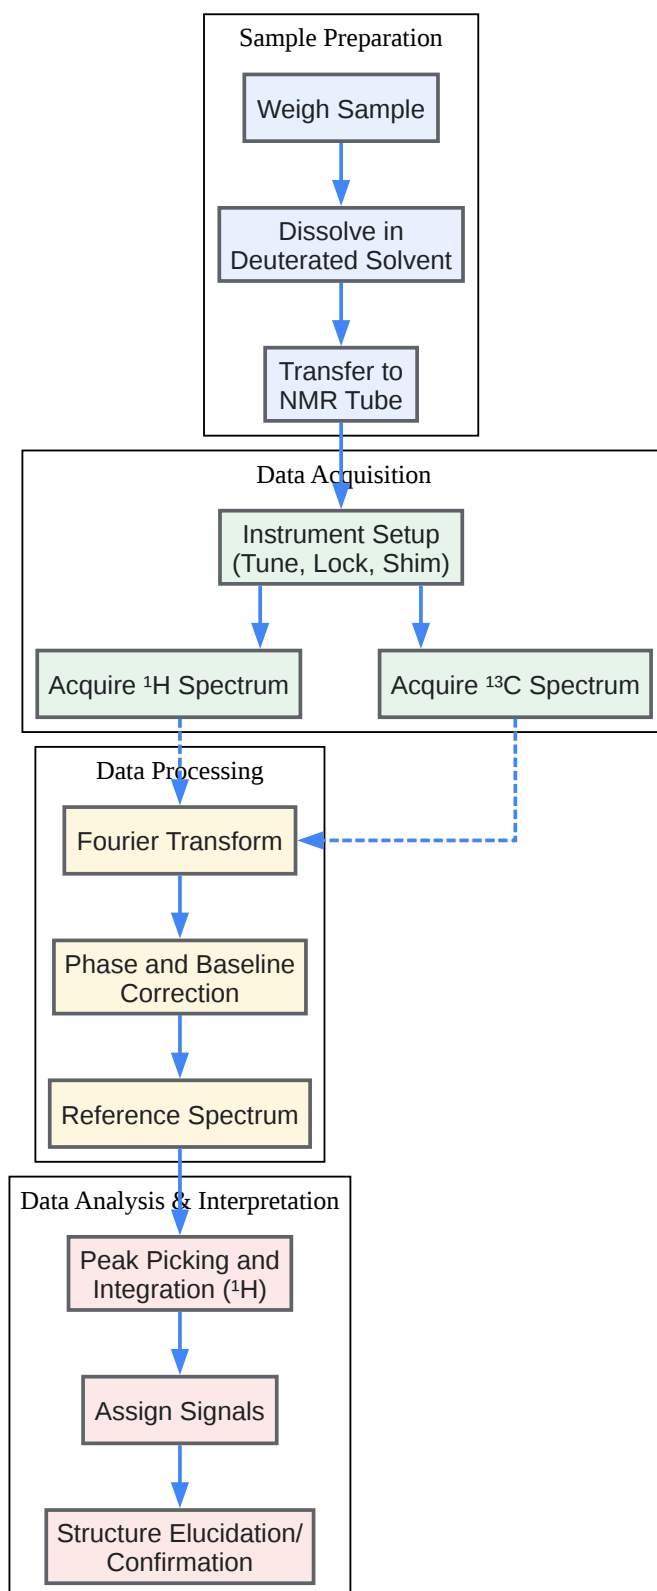 Sample Preparation
Weigh Sample
Dissolve in
Deuterated Solvent
Transfer to
NMR Tube
Data Acquisition
Instrument Setup
(Tune, Lock, Shim)
Acquire ¹H Spectrum
Acquire ¹³C Spectrum
Data Processing
Fourier Transform
Phase and Baseline
Correction
Reference Spectrum
Data Analysis & Interpretation
Peak Picking and
Integration (¹H)
Assign Signals
Structure Elucidation/
Confirmation